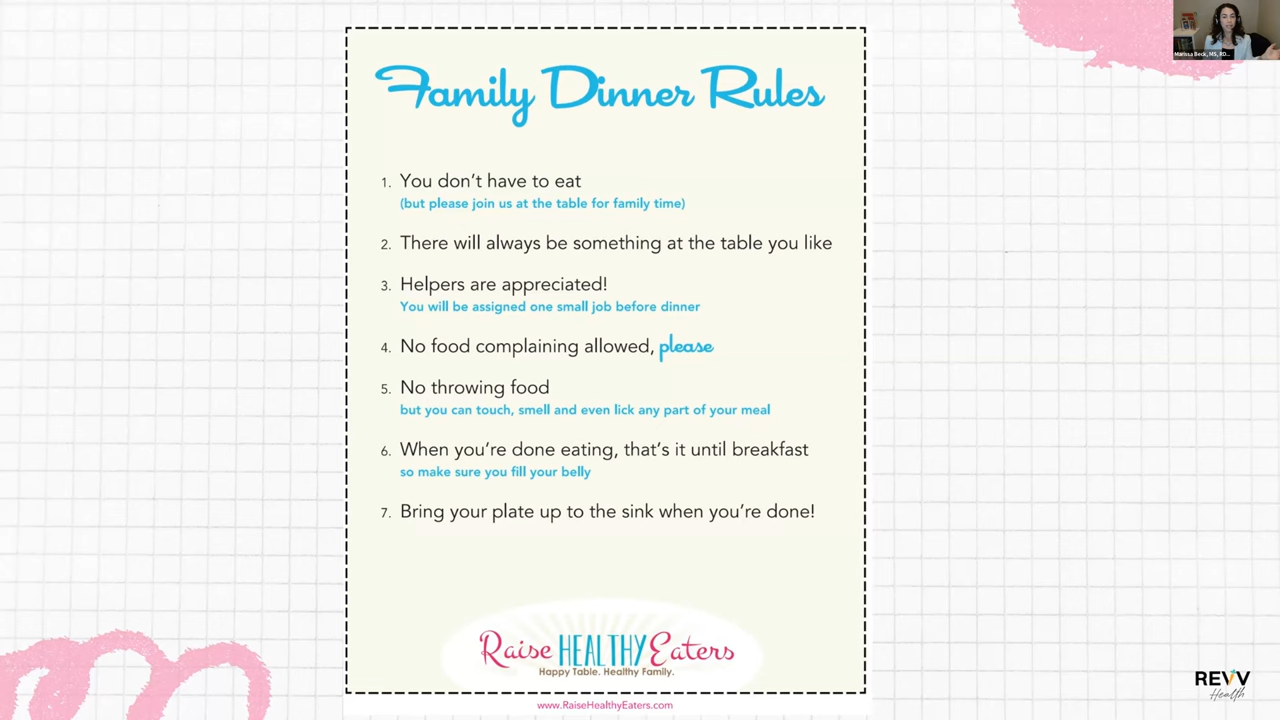 Marissa Beck, MS, RD...
Family Dinner Rules
1. You don't have to eat
(but please join us at the table for family time)
2. There will always be something at the table you like
3. Helpers are appreciated!
You will be assigned one small job before dinner
4. No food complaining allowed, please
5. No throwing food
but you can touch, smell and even lick any part of your meal
6. When you're done eating, that's it until breakfast
so make sure you fill your belly
7. Bring your plate up to the sink when you're done!
Raise HEALTHY Eaters
Happy Table. Healthy Family.
www.RaiseHealthyEaters.com
REVV
Health